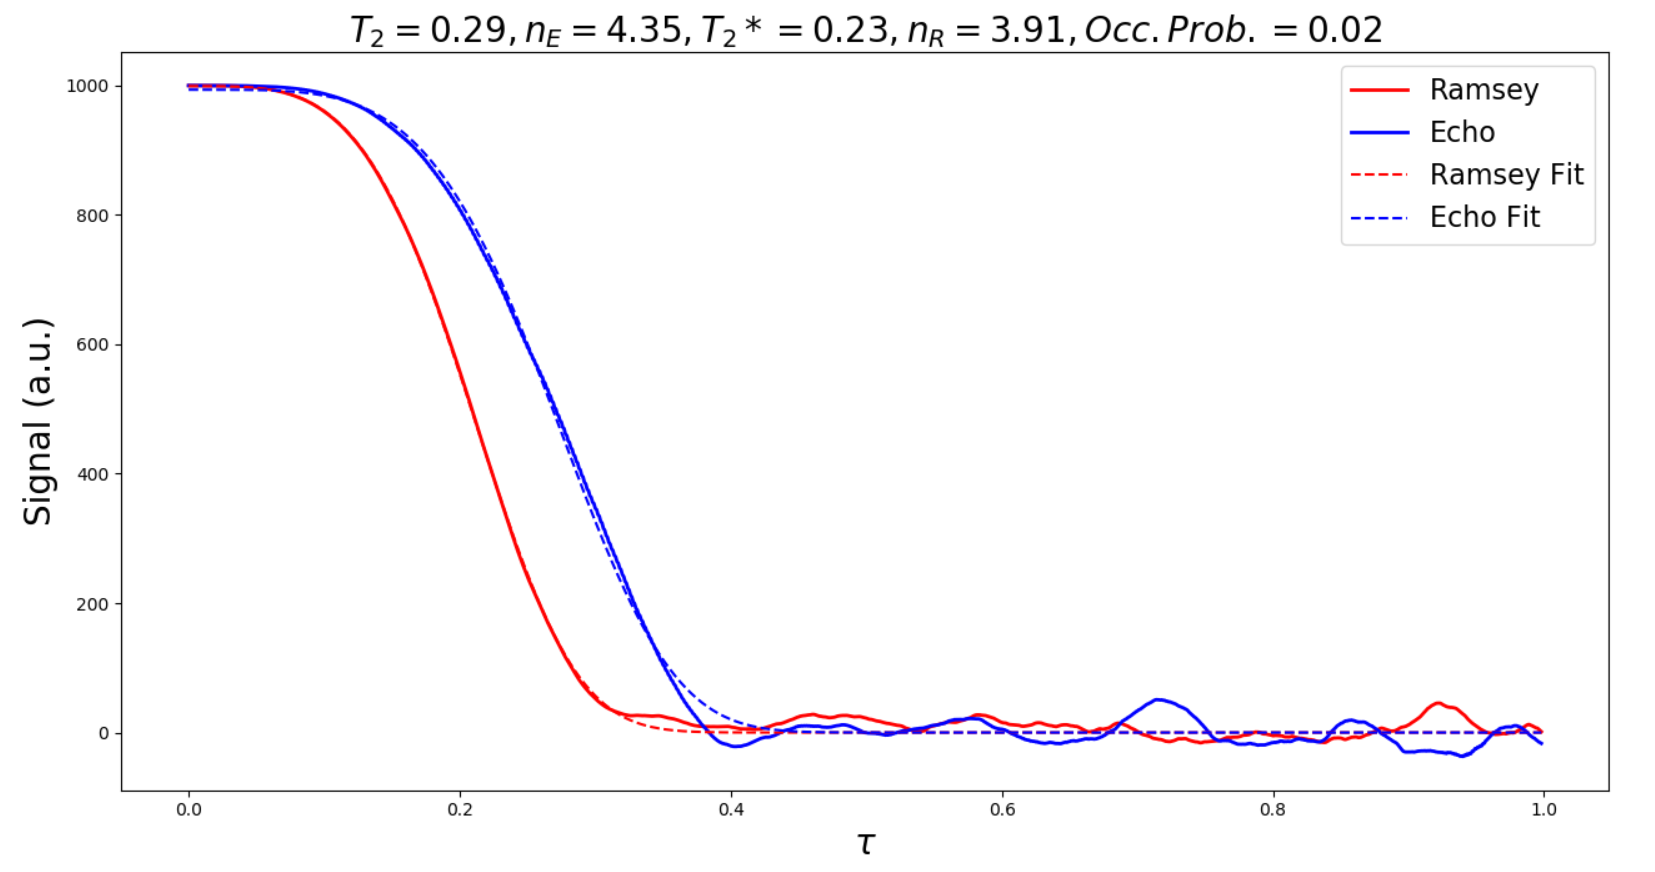 T₂ = 0.29, n_E = 4.35, T₂* = 0.23, n_R = 3.91, Occ. Prob. = 0.02
Ramsey
Echo
Ramsey Fit
Echo Fit
Signal (a.u.)
1000
800
600
400
200
0
0.0 0.2 0.4 0.6 0.8 1.0
τ